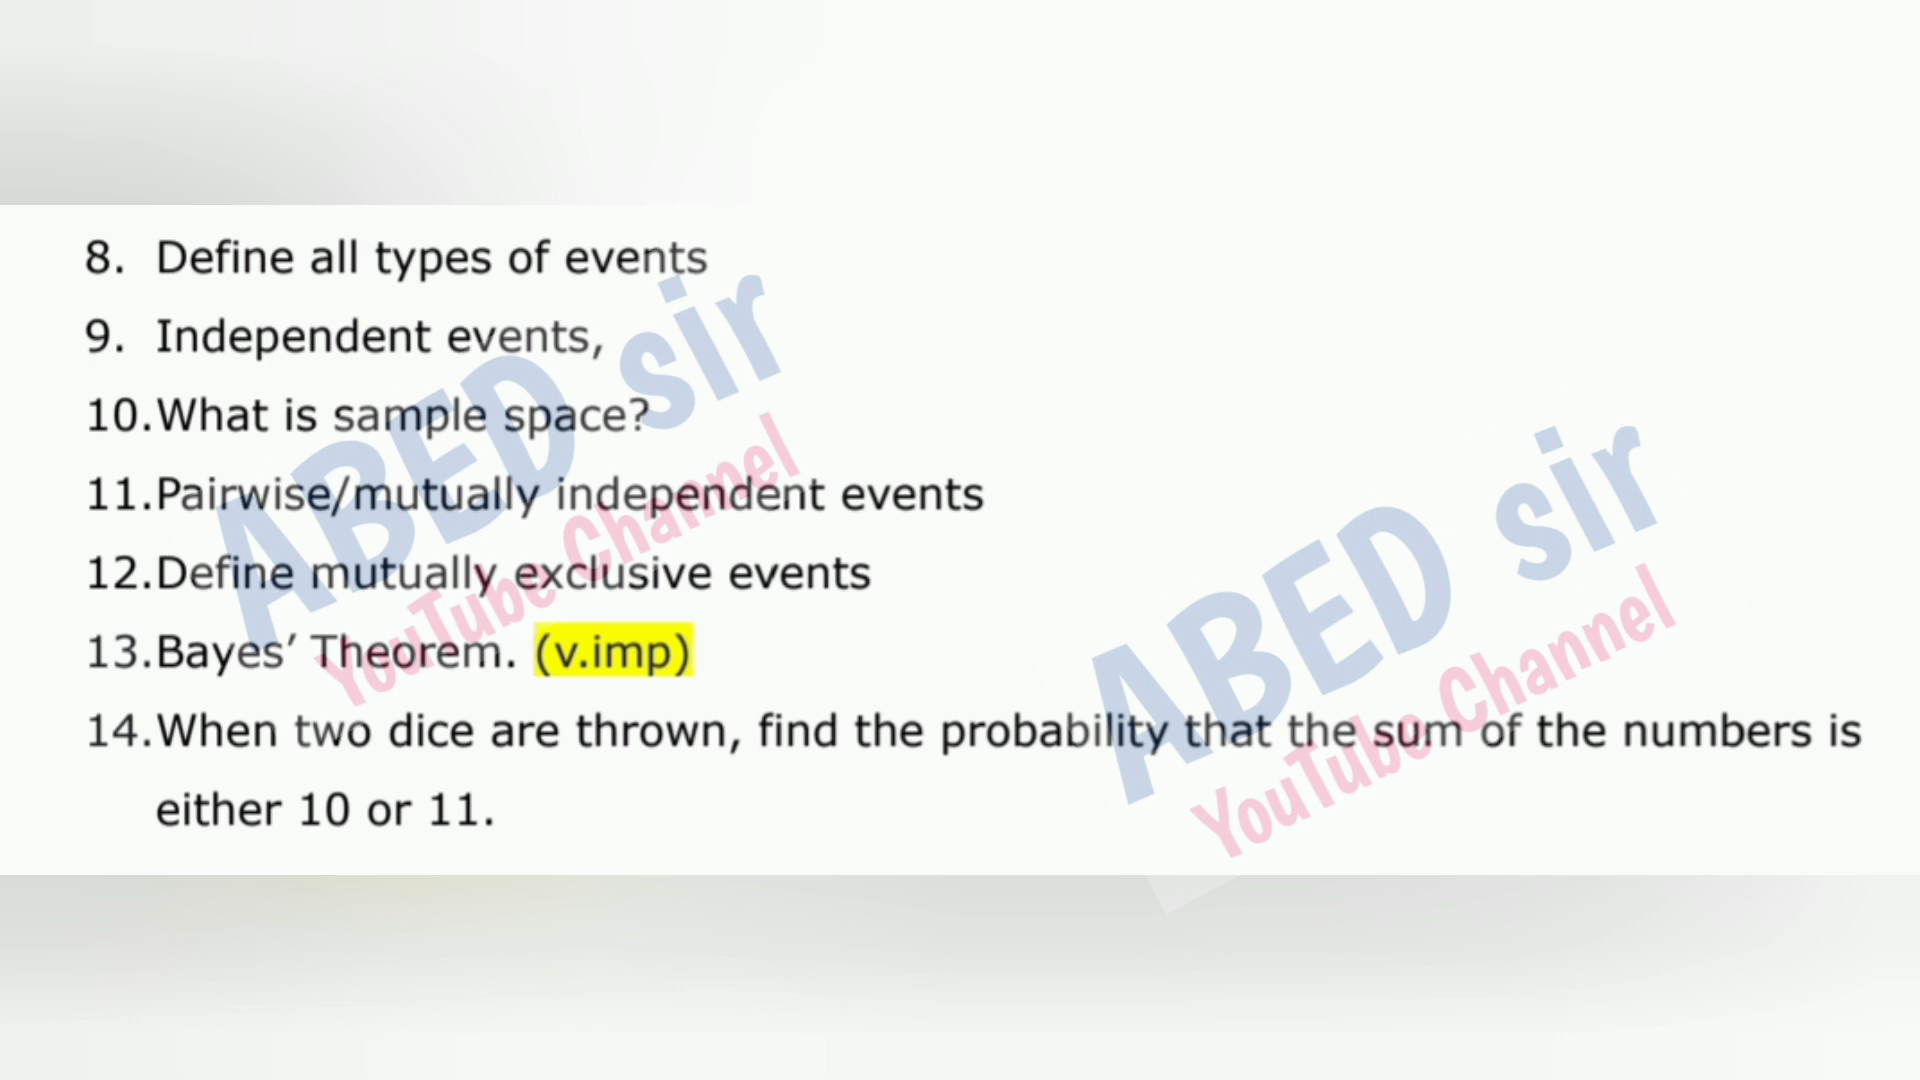 8. Define all types of events
9. Independent events,
10.What is sample space?
11.Pairwise/mutually independent events
12.Define mutually exclusive events
13.Bayes’ Theorem. (v.imp)
14.When two dice are thrown, find the probability that the sum of the numbers is
either 10 or 11.
ABED sir
YouTube Channel
ABED sir
YouTube Channel